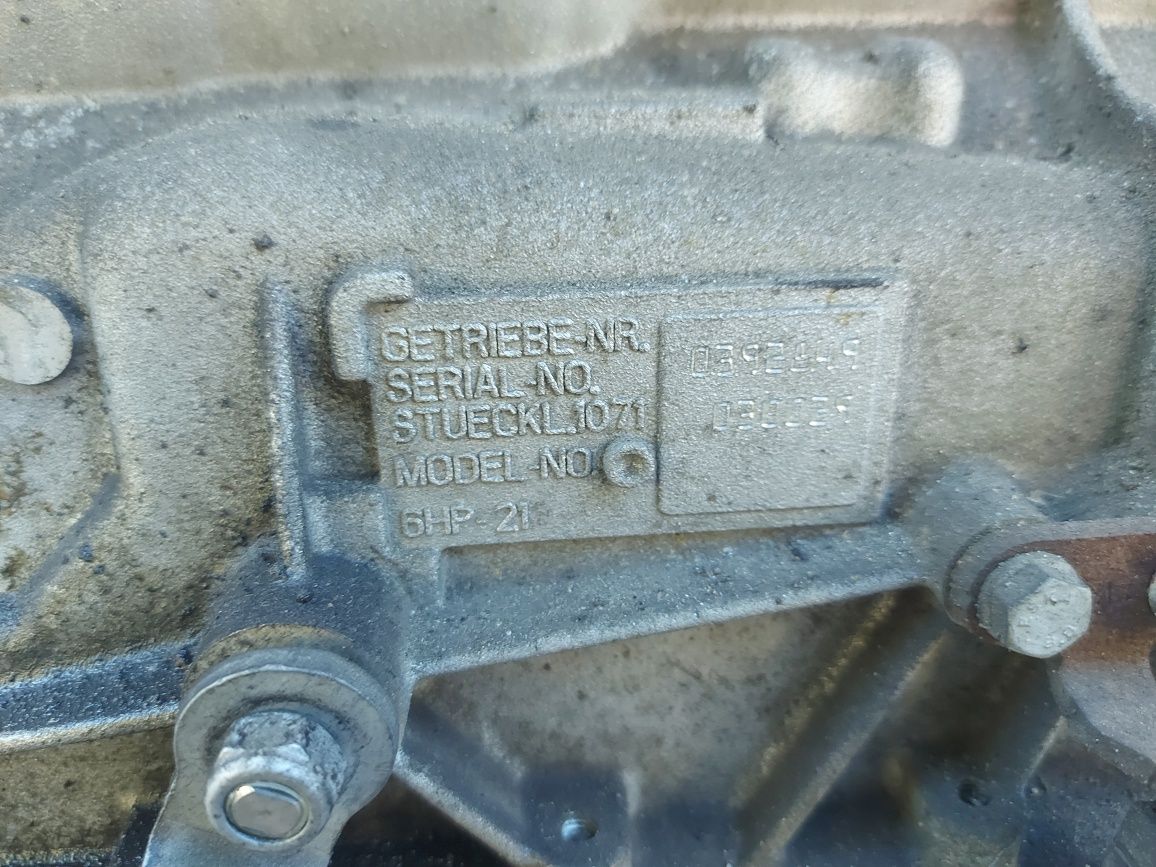 GETRIEBE-NR.
SERIAL-NO.
STUECKL.1071
MODEL-NO
6HP-21